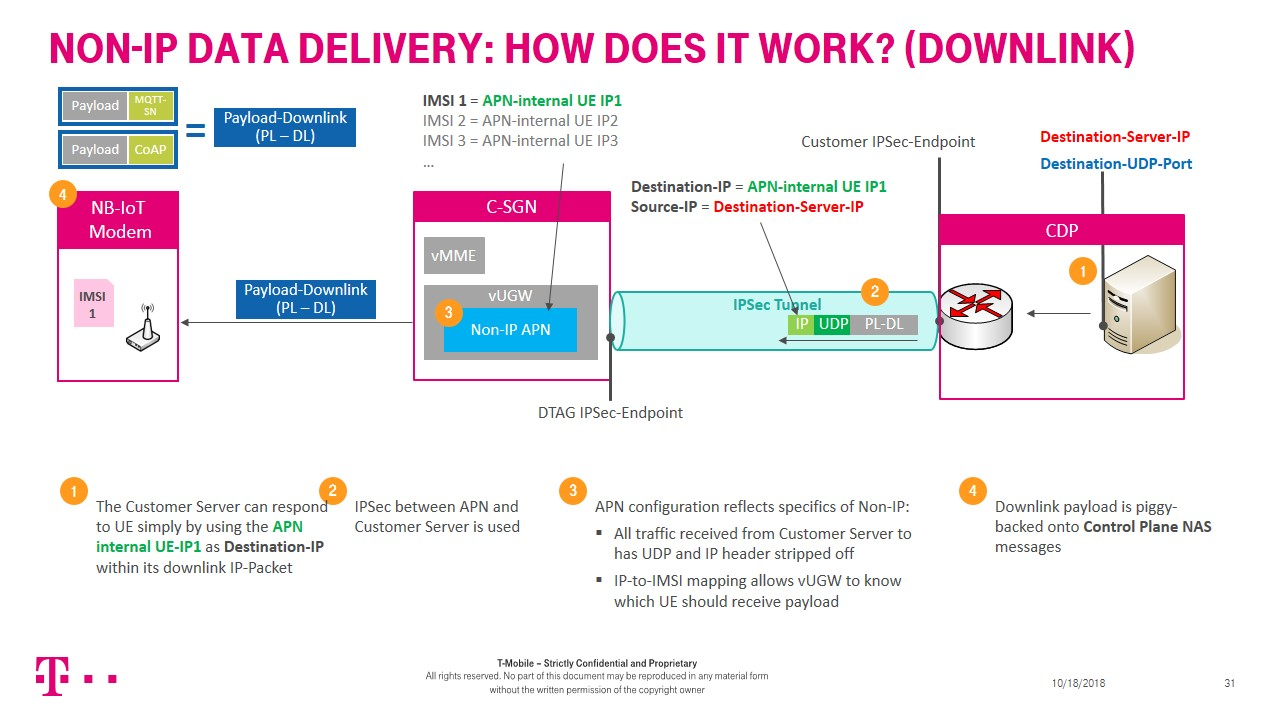 NON-IP DATA DELIVERY: HOW DOES IT WORK? (DOWNLINK)
Payload MQTT-
SN
Payload CoAP
=
Payload-Downlink
(PL – DL)
IMSI 1 = APN-internal UE IP1
IMSI 2 = APN-internal UE IP2
IMSI 3 = APN-internal UE IP3
...
Customer IPSec-Endpoint
Destination-Server-IP
Destination-UDP-Port
Destination-IP = APN-internal UE IP1
Source-IP = Destination-Server-IP
4
NB-IoT
Modem
IMSI
1
Payload-Downlink
(PL – DL)
C-SGN
vMME
vUGW
3
Non-IP APN
IPSec Tunnel
2
IP UDP PL-DL
CDP
1
DTAG IPSec-Endpoint
1
The Customer Server can respond
to UE simply by using the APN
internal UE-IP1 as Destination-IP
within its downlink IP-Packet
2
IPSec between APN and
Customer Server is used
3
APN configuration reflects specifics of Non-IP:
▪ All traffic received from Customer Server to
has UDP and IP header stripped off
▪ IP-to-IMSI mapping allows vUGW to know
which UE should receive payload
4
Downlink payload is piggy-
backed onto Control Plane NAS
messages
T
T-Mobile – Strictly Confidential and Proprietary
All rights reserved. No part of this document may be reproduced in any material form
without the written permission of the copyright owner
10/18/2018
31